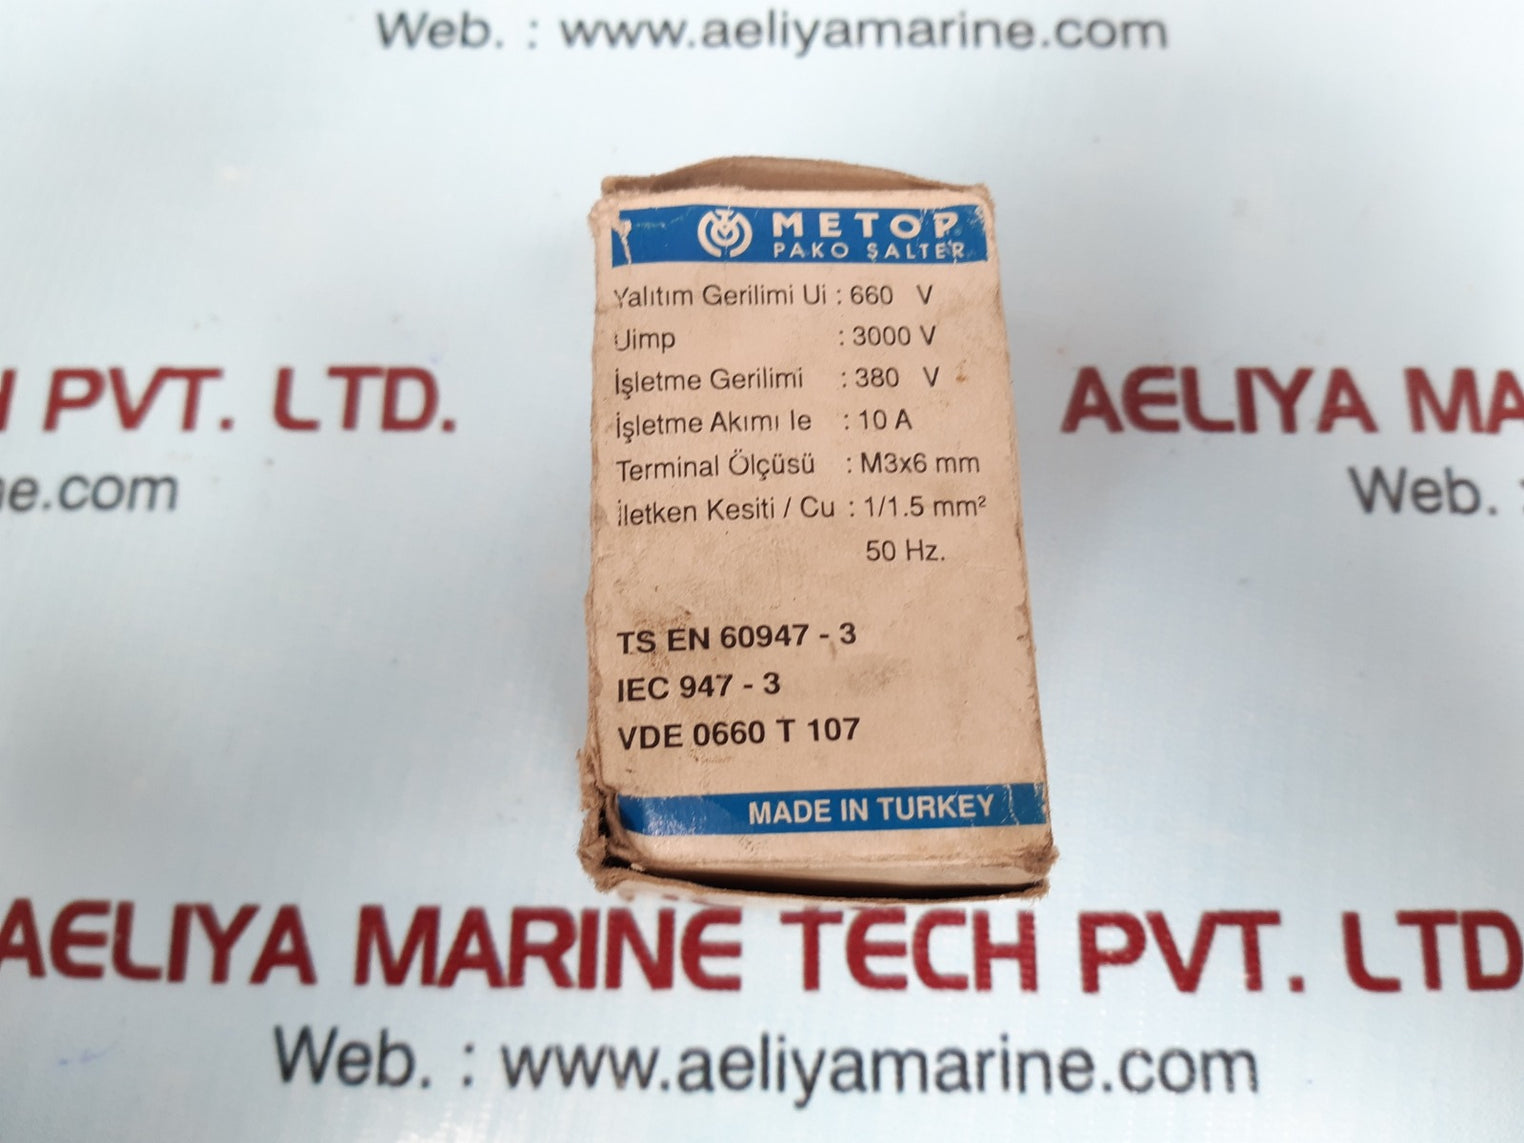 Web. : www.aeliyamarine.com
METOP
PAKO ŞALTER
Yalıtım Gerilimi Ui : 660 V
Uimp : 3000 V
İşletme Gerilimi : 380 V
İşletme Akımı Ie : 10 A
Terminal Ölçüsü : M3x6 mm
İletken Kesiti / Cu : 1/1.5 mm²
50 Hz.
TS EN 60947 - 3
IEC 947 - 3
VDE 0660 T 107
MADE IN TURKEY
PVT. LTD.
.com
AELIYA MA
Web. :
AELIYA MARINE TECH PVT. LTD
Web. : www.aeliyamarine.com